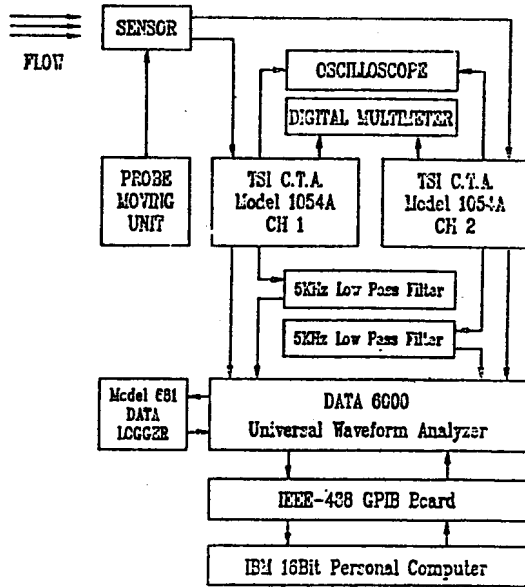 SENSOR
FLOW
OSCILLOSCOPE
DIGITAL MULTIMETER
PROBE
MOVING
UNIT
TSI C.T.A.
Model 1054A
CH 1
TSI C.T.A.
Model 1054A
CH 2
5KHz Low Pass Filter
5KHz Low Pass Filter
Model 681
DATA
LOGGER
DATA 6000
Universal Waveform Analyzer
IEEE-488 GPIB Board
IBM 16Bit Personal Computer